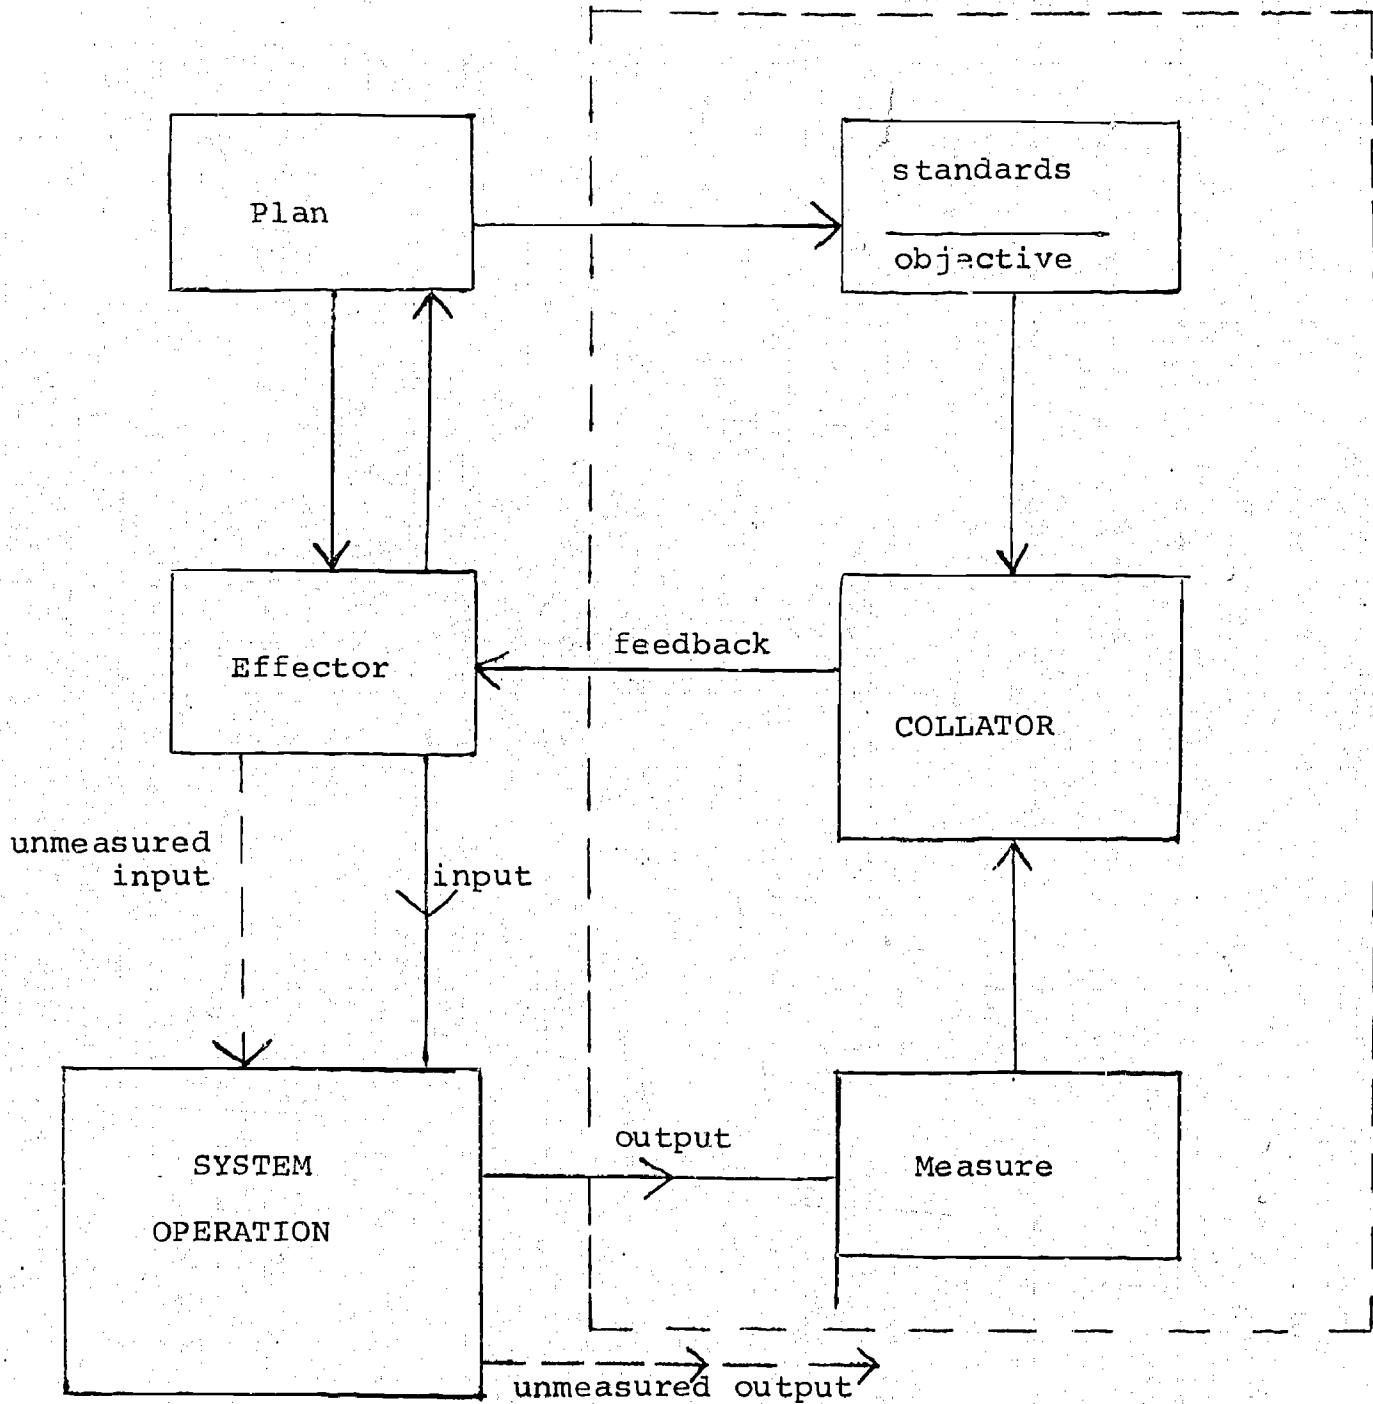 Plan
standards
objective
Effector
feedback
COLLATOR
unmeasured
input
input
SYSTEM
OPERATION
output
Measure
unmeasured output